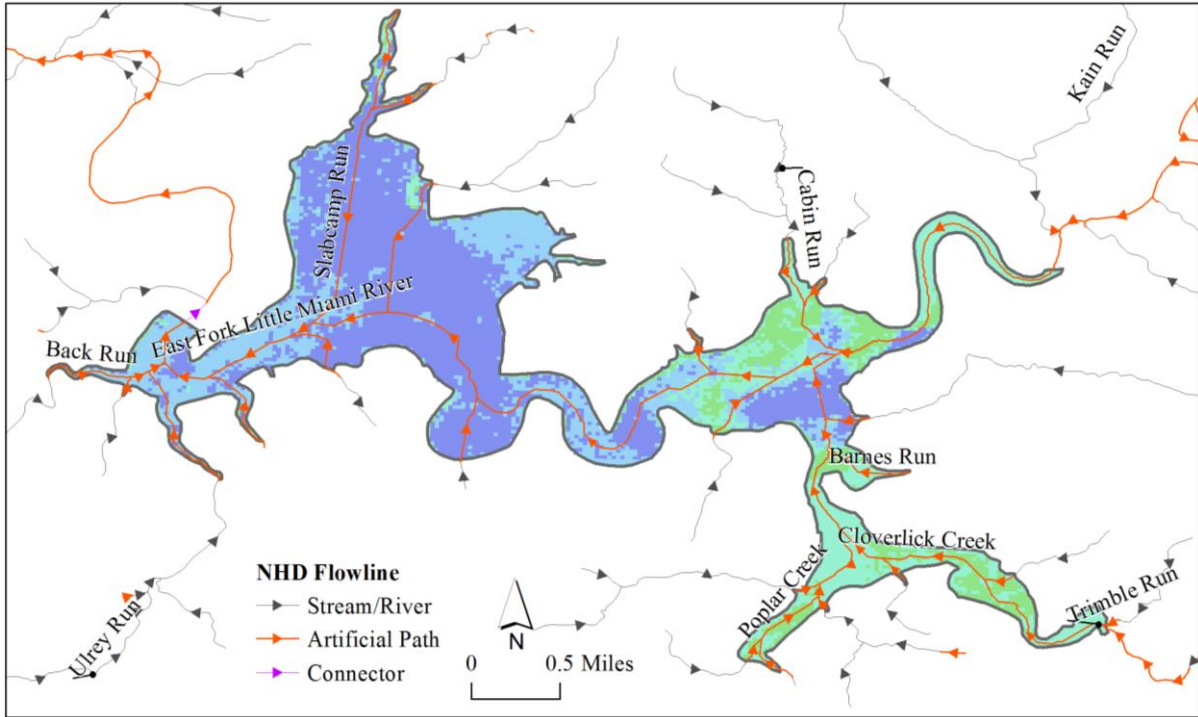 Kain Run
Cabin Run
Slabcamp Run
East Fork Little Miami River
Back Run
Barnes Run
Cloverlick Creek
Poplar Creek
Trimble Run
Ulrey Run
NHD Flowline
Stream/River
Artificial Path
Connector
N
0 0.5 Miles